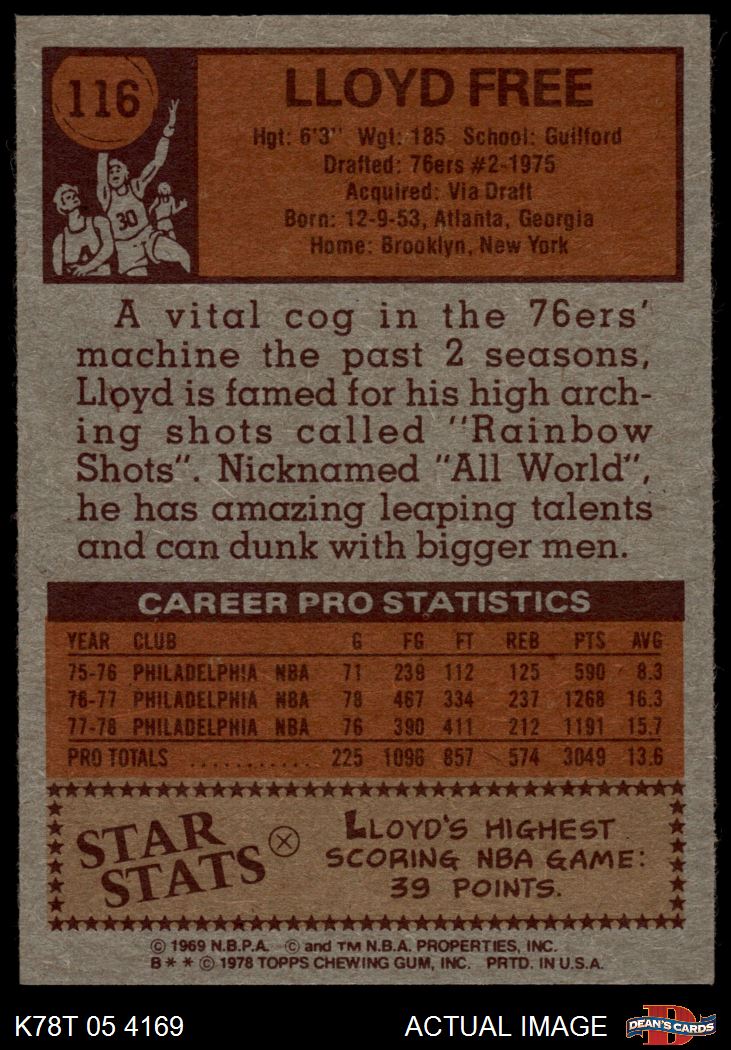 116
LLOYD FREE
Hgt: 6'3" Wgt: 185 School: Guilford
Drafted: 76ers #2-1975
Acquired: Via Draft
Born: 12-9-53, Atlanta, Georgia
Home: Brooklyn, New York
30
A vital cog in the 76ers'
machine the past 2 seasons,
Lloyd is famed for his high arch-
ing shots called "Rainbow
Shots". Nicknamed "All World",
he has amazing leaping talents
and can dunk with bigger men.
CAREER PRO STATISTICS
YEAR CLUB G FG FT REB PTS AVG
75-76 PHILADELPHIA NBA 71 239 112 125 590 8.3
76-77 PHILADELPHIA NBA 78 467 334 237 1268 16.3
77-78 PHILADELPHIA NBA 76 390 411 212 1191 15.7
PRO TOTALS ............ 225 1096 857 574 3049 13.6
STAR
STATS
LLOYD'S HIGHEST
SCORING NBA GAME:
39 POINTS.
© 1969 N.B.P.A. © and TM N.B.A. PROPERTIES, INC.
B * * © 1978 TOPPS CHEWING GUM, INC. PRTD. IN U.S.A.
K78T 05 4169 ACTUAL IMAGE
D
DEAN'S CARDS